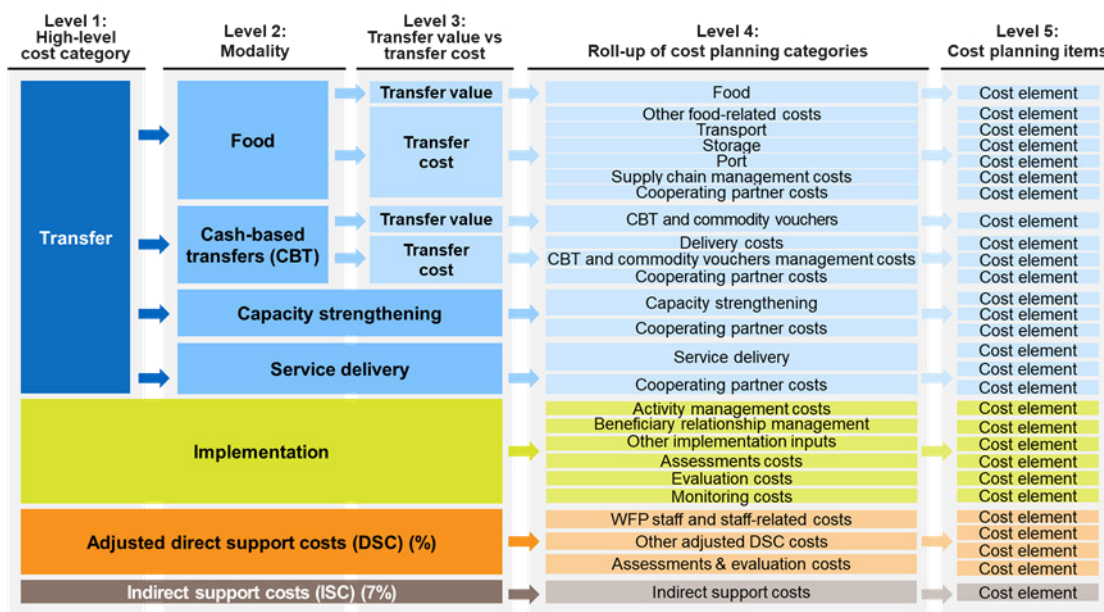 Level 1:
High-level
cost category
Level 2:
Modality
Level 3:
Transfer value vs
transfer cost
Level 4:
Roll-up of cost planning categories
Level 5:
Cost planning items
Transfer
Food
Transfer value
Food
Cost element
Transfer
cost
Other food-related costs
Transport
Storage
Port
Supply chain management costs
Cooperating partner costs
Cost element
Cost element
Cost element
Cost element
Cost element
Cost element
Cash-based
transfers (CBT)
Transfer value
CBT and commodity vouchers
Cost element
Transfer
cost
Delivery costs
CBT and commodity vouchers management costs
Cooperating partner costs
Cost element
Cost element
Cost element
Capacity strengthening
Capacity strengthening
Cooperating partner costs
Cost element
Cost element
Cost element
Service delivery
Service delivery
Cooperating partner costs
Cost element
Cost element
Cost element
Implementation
Activity management costs
Beneficiary relationship management
Other implementation inputs
Assessments costs
Evaluation costs
Monitoring costs
Cost element
Cost element
Cost element
Cost element
Cost element
Cost element
Adjusted direct support costs (DSC) (%)
WFP staff and staff-related costs
Other adjusted DSC costs
Assessments & evaluation costs
Cost element
Cost element
Cost element
Cost element
Indirect support costs (ISC) (7%)
Indirect support costs
Cost element